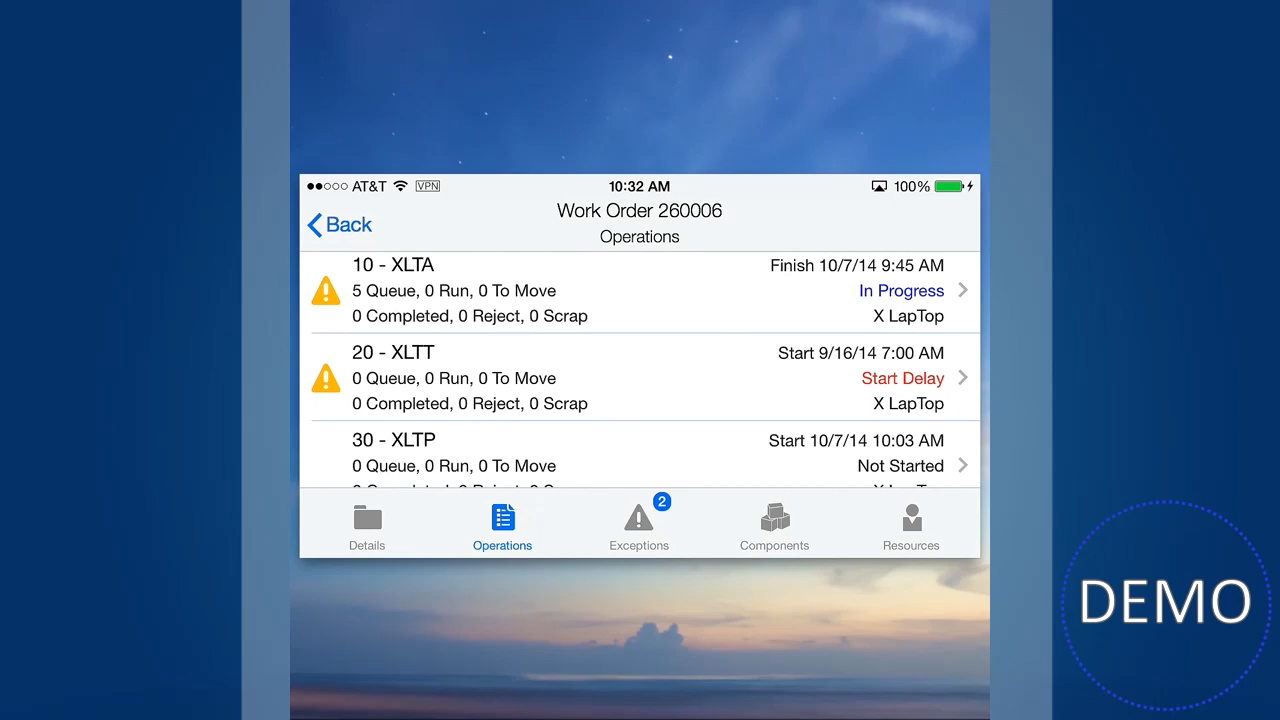 AT&T VPN 10:32 AM 100%
Back
Work Order 260006
Operations
10 - XLTA Finish 10/7/14 9:45 AM
5 Queue, 0 Run, 0 To Move In Progress
0 Completed, 0 Reject, 0 Scrap X LapTop
20 - XLTT Start 9/16/14 7:00 AM
0 Queue, 0 Run, 0 To Move Start Delay
0 Completed, 0 Reject, 0 Scrap X LapTop
30 - XLTP Start 10/7/14 10:03 AM
0 Queue, 0 Run, 0 To Move Not Started
2
Details Operations Exceptions Components Resources
DEMO